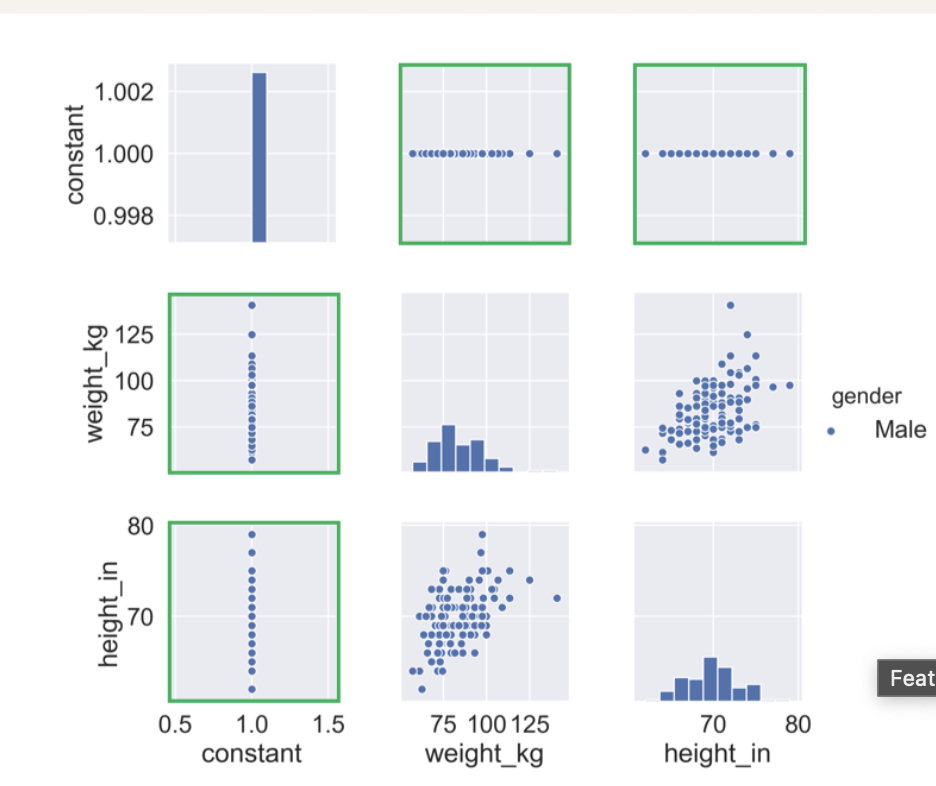 constant
1.002
1.000
0.998
weight_kg
125
100
75
gender
Male
height_in
80
70
Feat
0.5 1.0 1.5
75 100 125
70 80
constant
weight_kg
height_in